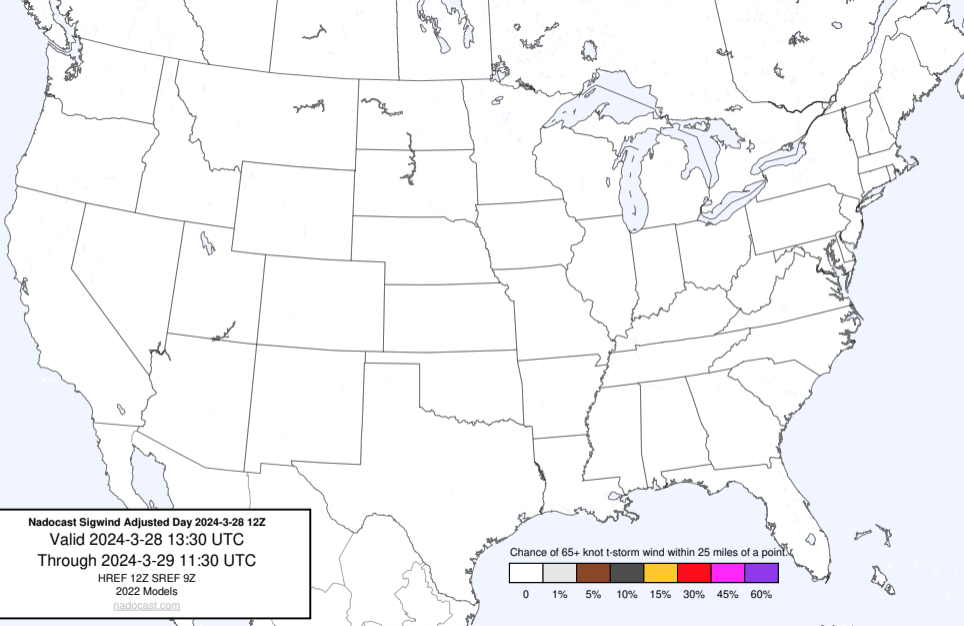 Nadocast Sigwind Adjusted Day 2024-3-28 12Z
Valid 2024-3-28 13:30 UTC
Through 2024-3-29 11:30 UTC
HREF 12Z SREF 9Z
2022 Models
nadocast.com
Chance of 65+ knot t-storm wind within 25 miles of a point.
0 1% 5% 10% 15% 30% 45% 60%